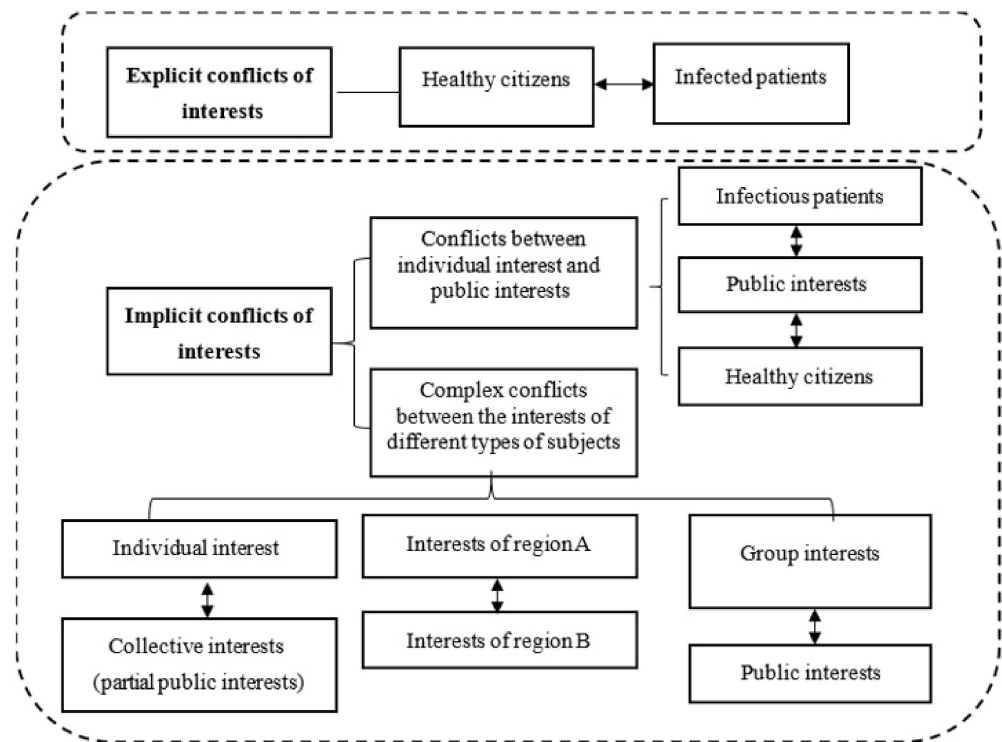 Explicit conflicts of
interests
Healthy citizens
Infected patients
Infectious patients
Conflicts between
individual interest and
public interests
Public interests
Implicit conflicts of
interests
Healthy citizens
Complex conflicts
between the interests of
different types of subjects
Individual interest
Interests of region A
Group interests
Collective interests
(partial public interests)
Interests of region B
Public interests